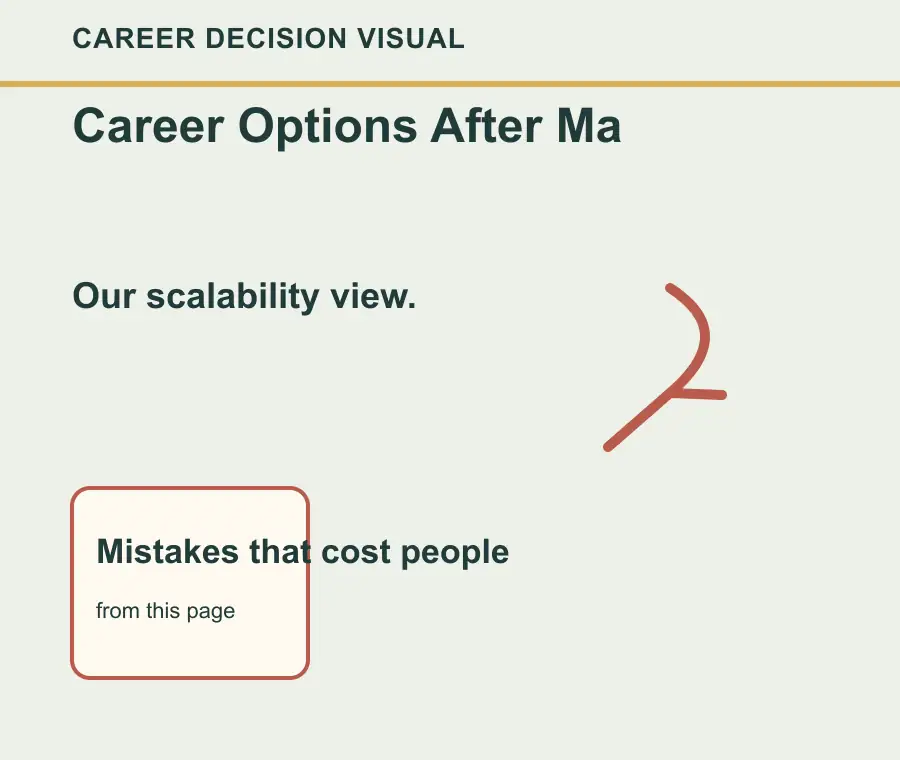 CAREER DECISION VISUAL
Career Options After Ma
Our scalability view.
Mistakes that cost people
from this page